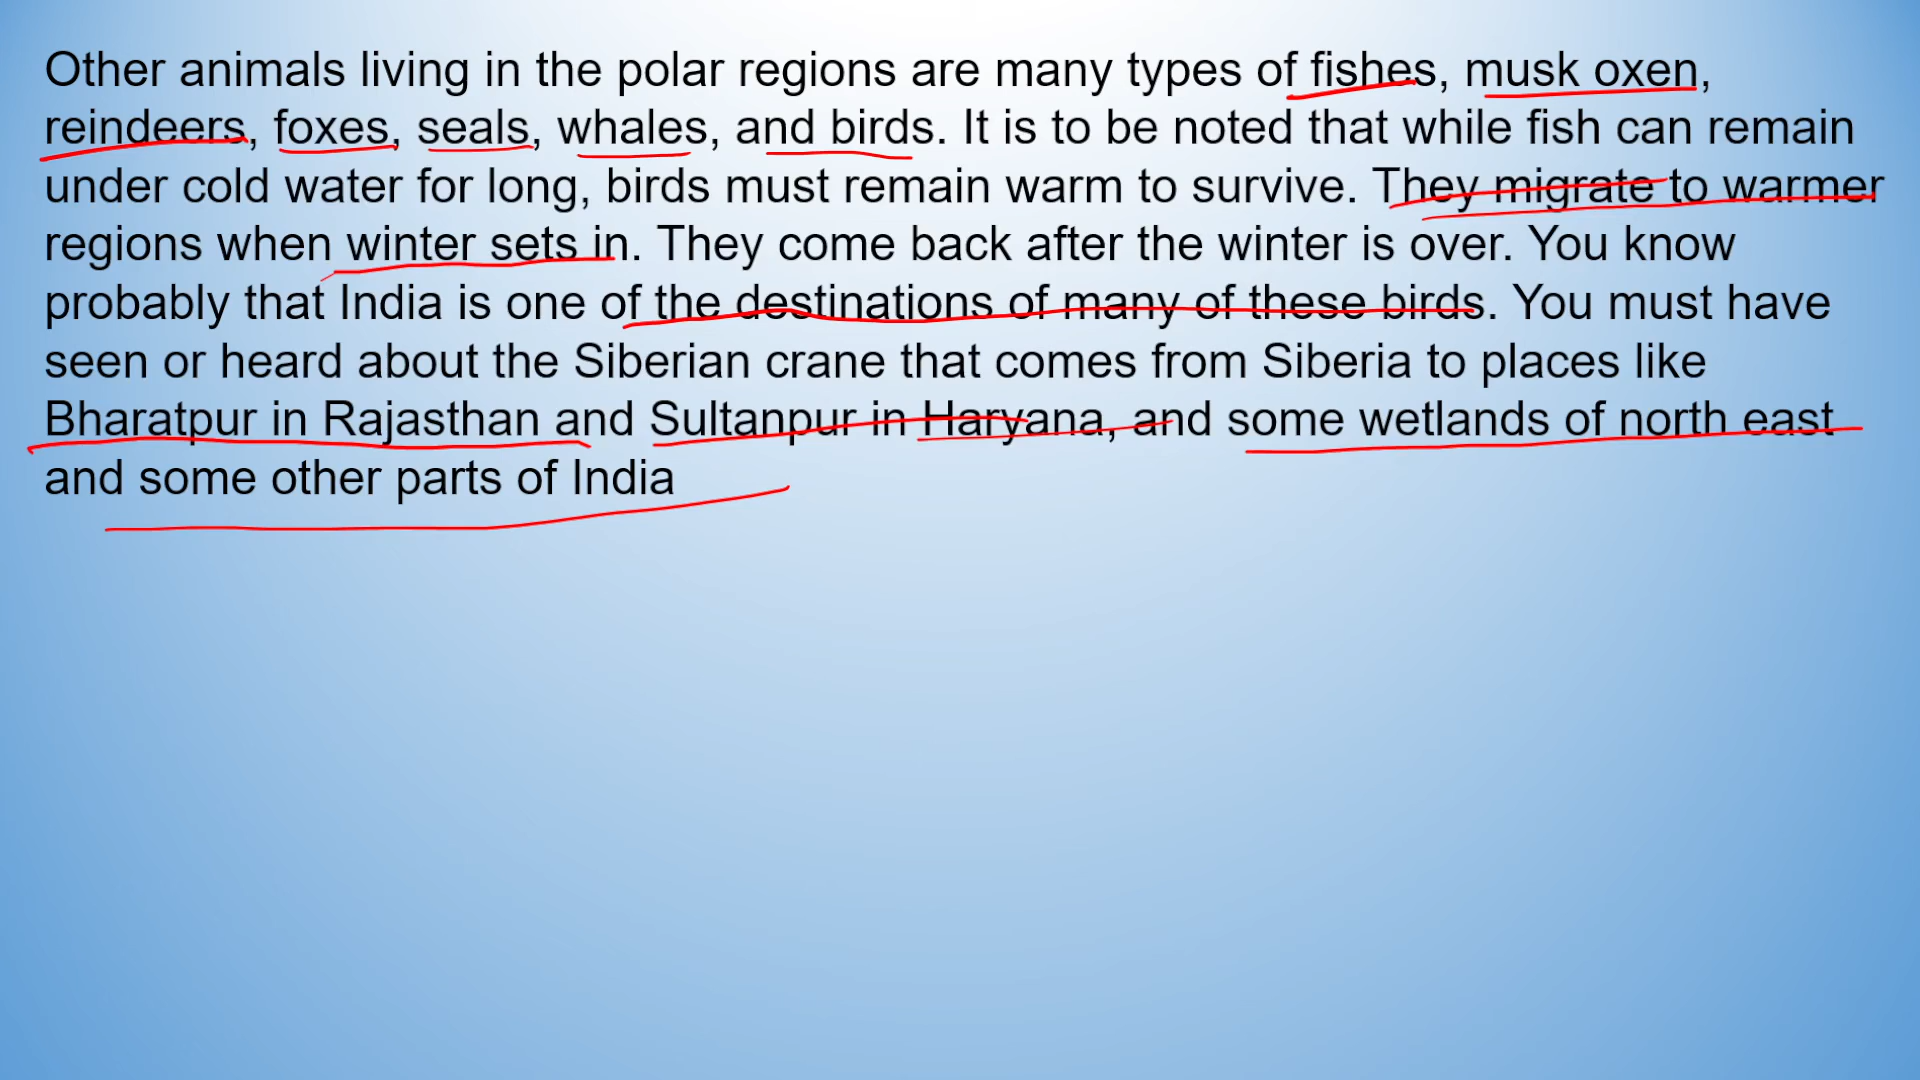 Other animals living in the polar regions are many types of fishes, musk oxen,
reindeers, foxes, seals, whales, and birds. It is to be noted that while fish can remain
under cold water for long, birds must remain warm to survive. They migrate to warmer
regions when winter sets in. They come back after the winter is over. You know
probably that India is one of the destinations of many of these birds. You must have
seen or heard about the Siberian crane that comes from Siberia to places like
Bharatpur in Rajasthan and Sultanpur in Haryana, and some wetlands of north east
and some other parts of India